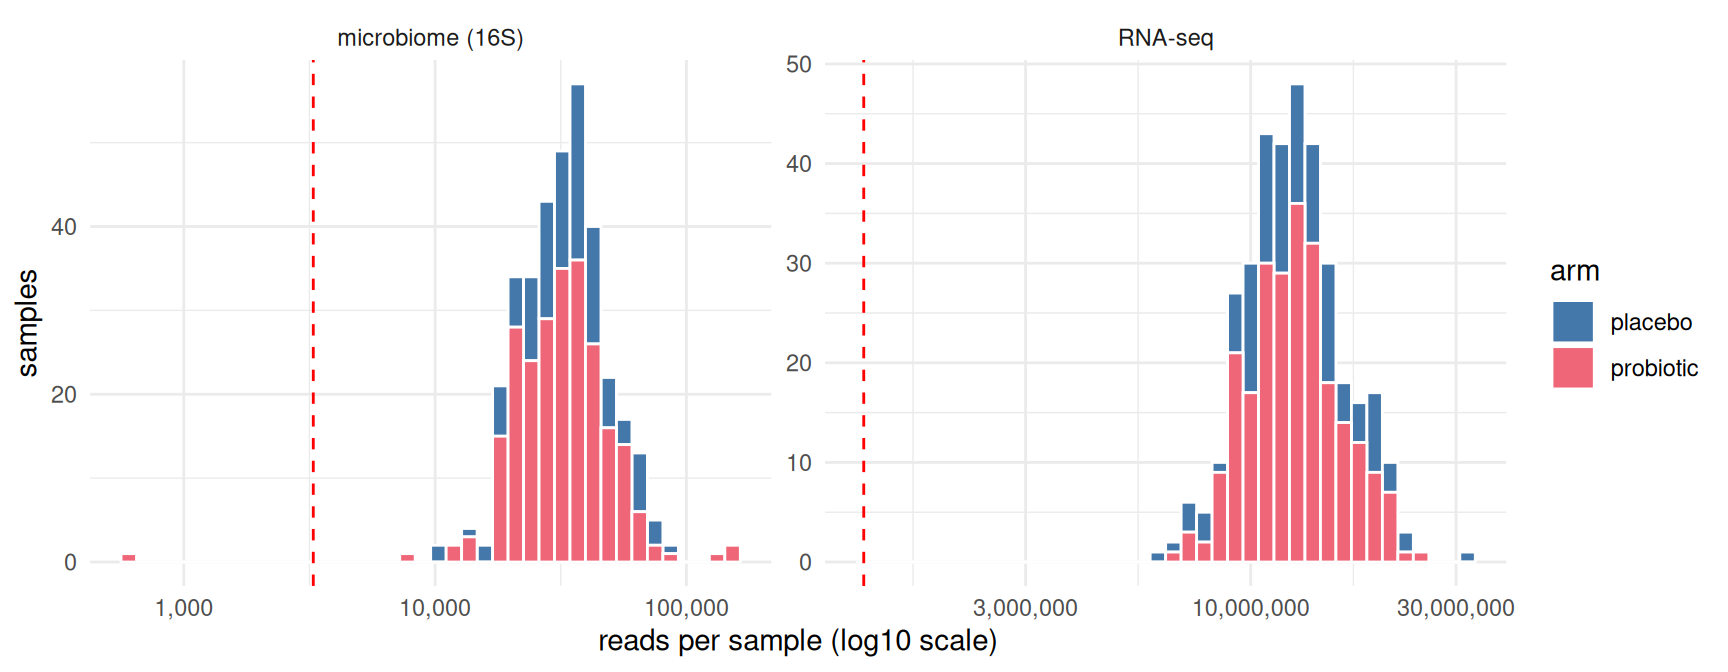 microbiome (16S)
RNA-seq
samples
40
20
0
50
40
30
20
10
0
1,000
10,000
100,000
3,000,000
10,000,000
30,000,000
reads per sample (log10 scale)
arm
placebo
probiotic